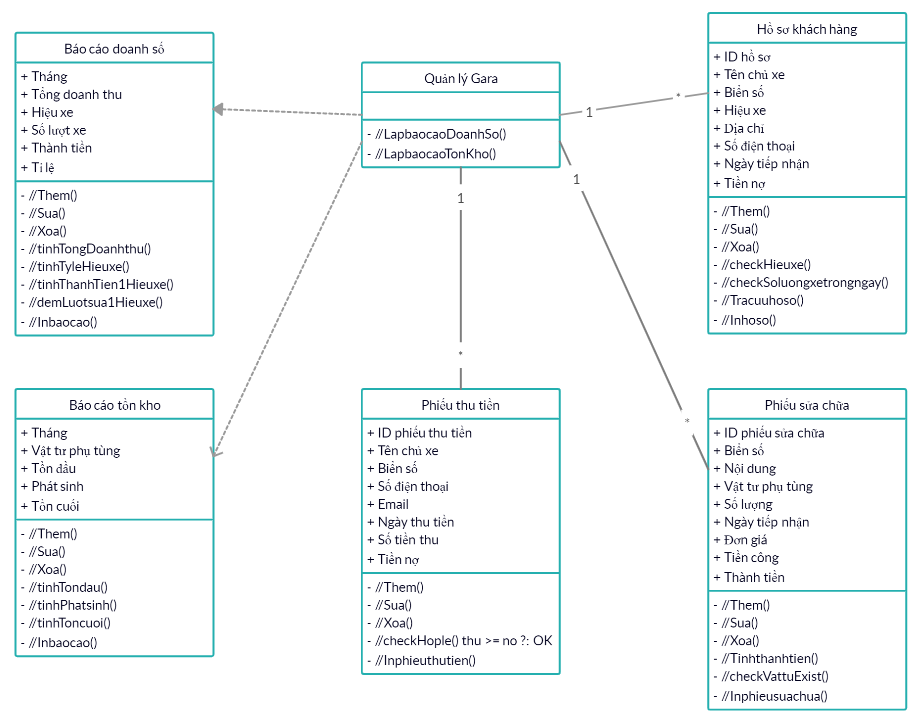 Báo cáo doanh số
+ Tháng
+ Tổng doanh thu
+ Hiệu xe
+ Số lượt xe
+ Thành tiền
+ Tỉ lệ
- //Them()
- //Sua()
- //Xoa()
- //tinhTongDoanhthu()
- //tinhTyleHieuxe()
- //tinhThanhTien1Hieuxe()
- //demLuotsua1Hieuxe()
- //Inbaocao()
Quản lý Gara
- //LapbaocaoDoanhSo()
- //LapbaocaoTonKho()
1
*
1
*
1
*
Hồ sơ khách hàng
+ ID hồ sơ
+ Tên chủ xe
+ Biển số
+ Hiệu xe
+ Địa chỉ
+ Số điện thoại
+ Ngày tiếp nhận
+ Tiền nợ
- //Them()
- //Sua()
- //Xoa()
- //checkHieuxe()
- //checkSoluongxetrongngay()
- //Tracuuhoso()
- //Inhoso()
Báo cáo tồn kho
+ Tháng
+ Vật tư phụ tùng
+ Tồn đầu
+ Phát sinh
+ Tồn cuối
- //Them()
- //Sua()
- //Xoa()
- //tinhTondau()
- //tinhPhatsinh()
- //tinhToncuoi()
- //Inbaocao()
Phiếu thu tiền
+ ID phiếu thu tiền
+ Tên chủ xe
+ Biển số
+ Số điện thoại
+ Email
+ Ngày thu tiền
+ Số tiền thu
+ Tiền nợ
- //Them()
- //Sua()
- //Xoa()
- //checkHople() thu >= no ?: OK
- //Inphieuthutien()
Phiếu sửa chữa
+ ID phiếu sửa chữa
+ Biển số
+ Nội dung
+ Vật tư phụ tùng
+ Số lượng
+ Ngày tiếp nhận
+ Đơn giá
+ Tiền công
+ Thành tiền
- //Them()
- //Sua()
- //Xoa()
- //Tinhthanhtien()
- //checkVattuExist()
- //Inphieusuachua()